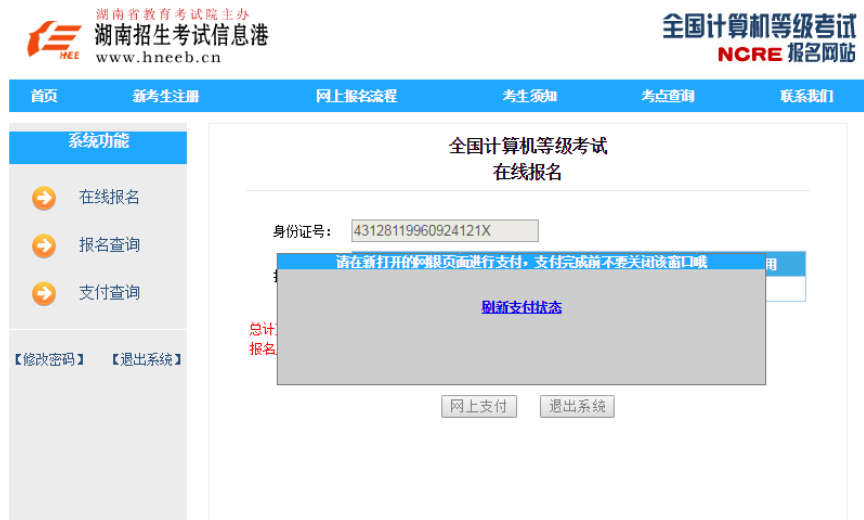 湖南省教育考试院主办
湖南招生考试信息港
www.hneeb.cn
HNEE
全国计算机等级考试
NCRE 报名网站
首页 新考生注册 网上报名流程 考生须知 考点查询 联系我们
系统功能
在线报名
报名查询
支付查询
【修改密码】 【退出系统】
全国计算机等级考试
在线报名
身份证号： 43128119960924121X
请在新打开的网银页面进行支付，支付完成前不要关闭该窗口哦
用
刷新支付状态
总计
报名
网上支付 退出系统